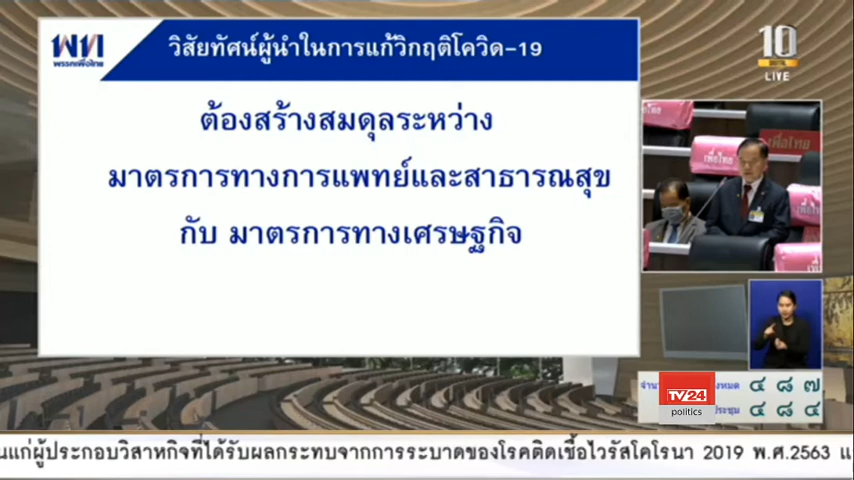 พท
พรรคเพื่อไทย
วิสัยทัศน์ผู้นำในการแก้วิกฤติโควิด-19
10
LIVE
ต้องสร้างสมดุลระหว่าง
มาตรการทางการแพทย์และสาธารณสุข
กับ มาตรการทางเศรษฐกิจ
เพื่อไทย
เพื่อไทย
TV24
politics
๔ ๘ ๗
๔ ๘ ๔
นแก่ผู้ประกอบวิสาหกิจที่ได้รับผลกระทบจากการระบาดของโรคติดเชื้อไวรัสโคโรนา 2019 พ.ศ.2563 แ